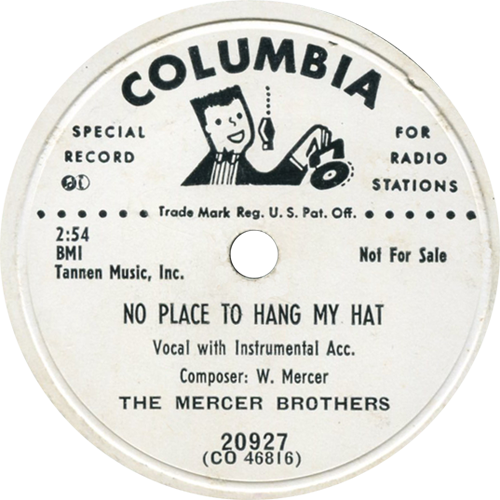 COLUMBIA
SPECIAL
RECORD
FOR
RADIO
STATIONS
Trade Mark Reg. U. S. Pat. Off.
2:54
BMI
Tannen Music, Inc.
Not For Sale
NO PLACE TO HANG MY HAT
Vocal with Instrumental Acc.
Composer: W. Mercer
THE MERCER BROTHERS
20927
(CO 46816)